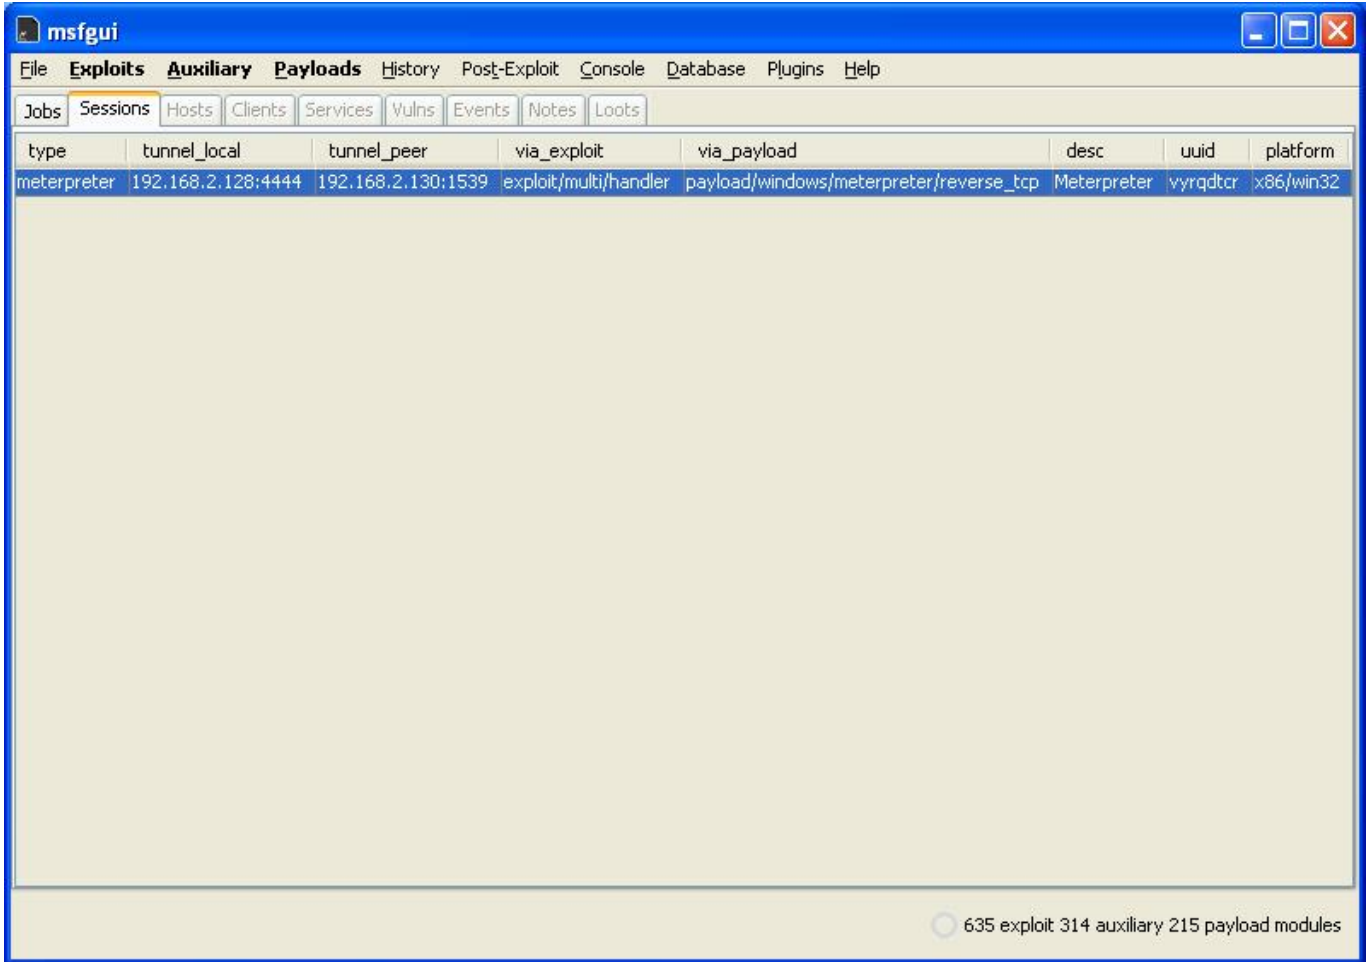 msfgui
File Exploits Auxiliary Payloads History Post-Exploit Console Database Plugins Help
Jobs Sessions Hosts Clients Services Vulns Events Notes Loots
type tunnel_local tunnel_peer via_exploit via_payload desc uuid platform
meterpreter 192.168.2.128:4444 192.168.2.130:1539 exploit/multi/handler payload/windows/meterpreter/reverse_tcp Meterpreter vyrqdtcr x86/win32
635 exploit 314 auxiliary 215 payload modules